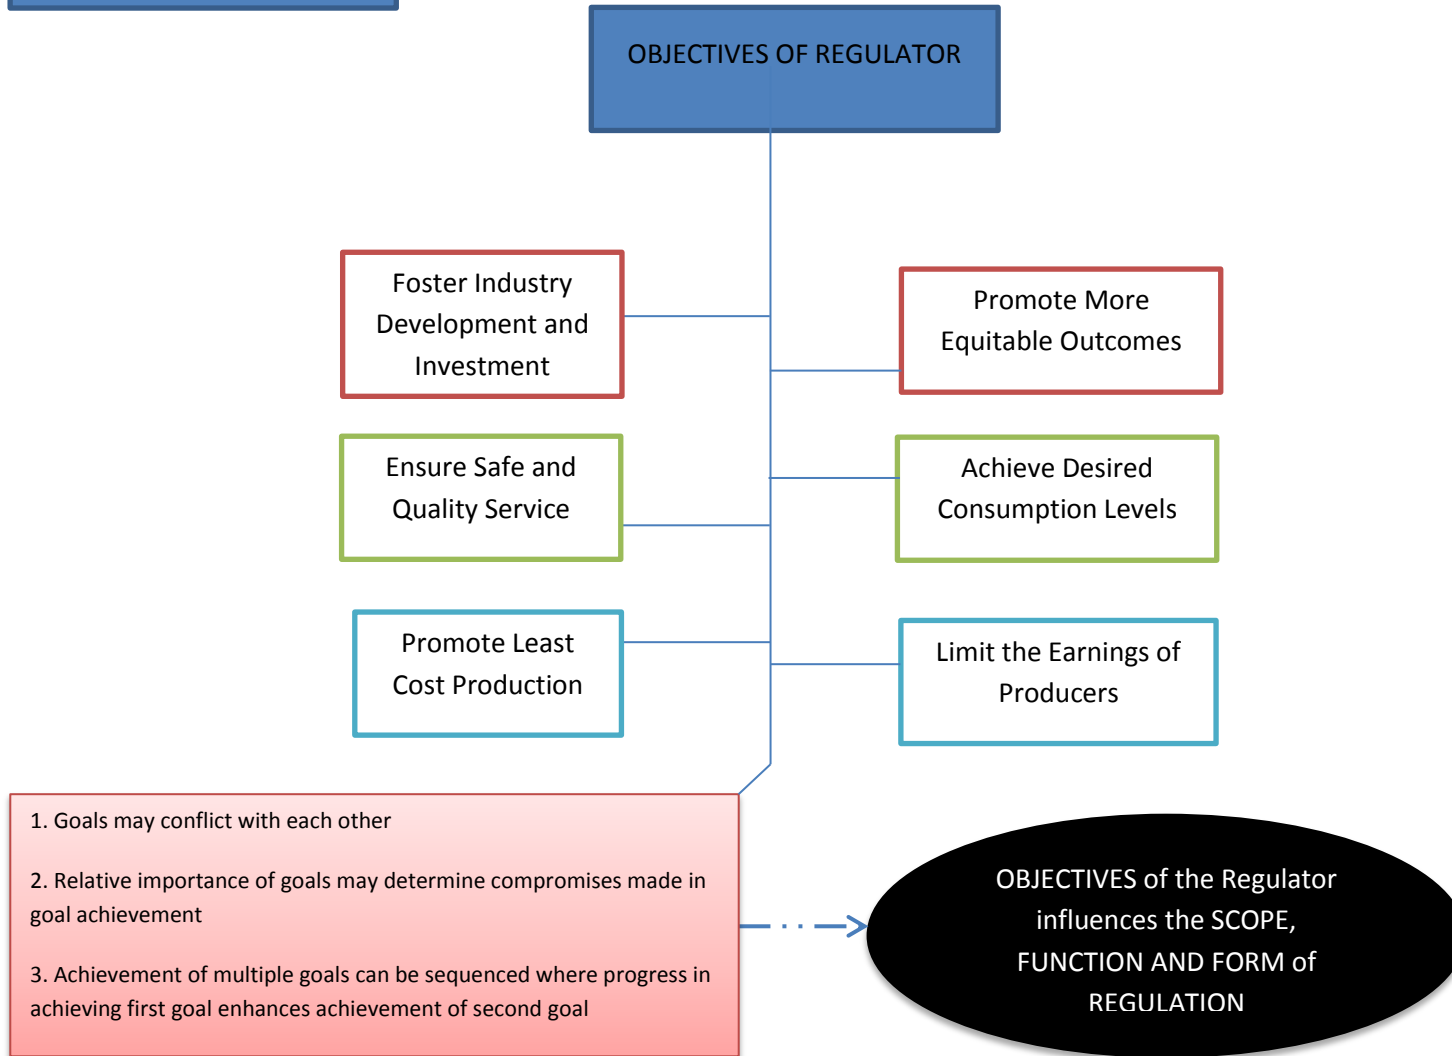 OBJECTIVES OF REGULATOR
Foster Industry
Development and
Investment
Promote More
Equitable Outcomes
Ensure Safe and
Quality Service
Achieve Desired
Consumption Levels
Promote Least
Cost Production
Limit the Earnings of
Producers
1. Goals may conflict with each other
2. Relative importance of goals may determine compromises made in
goal achievement
3. Achievement of multiple goals can be sequenced where progress in
achieving first goal enhances achievement of second goal
OBJECTIVES of the Regulator
influences the SCOPE,
FUNCTION AND FORM of
REGULATION